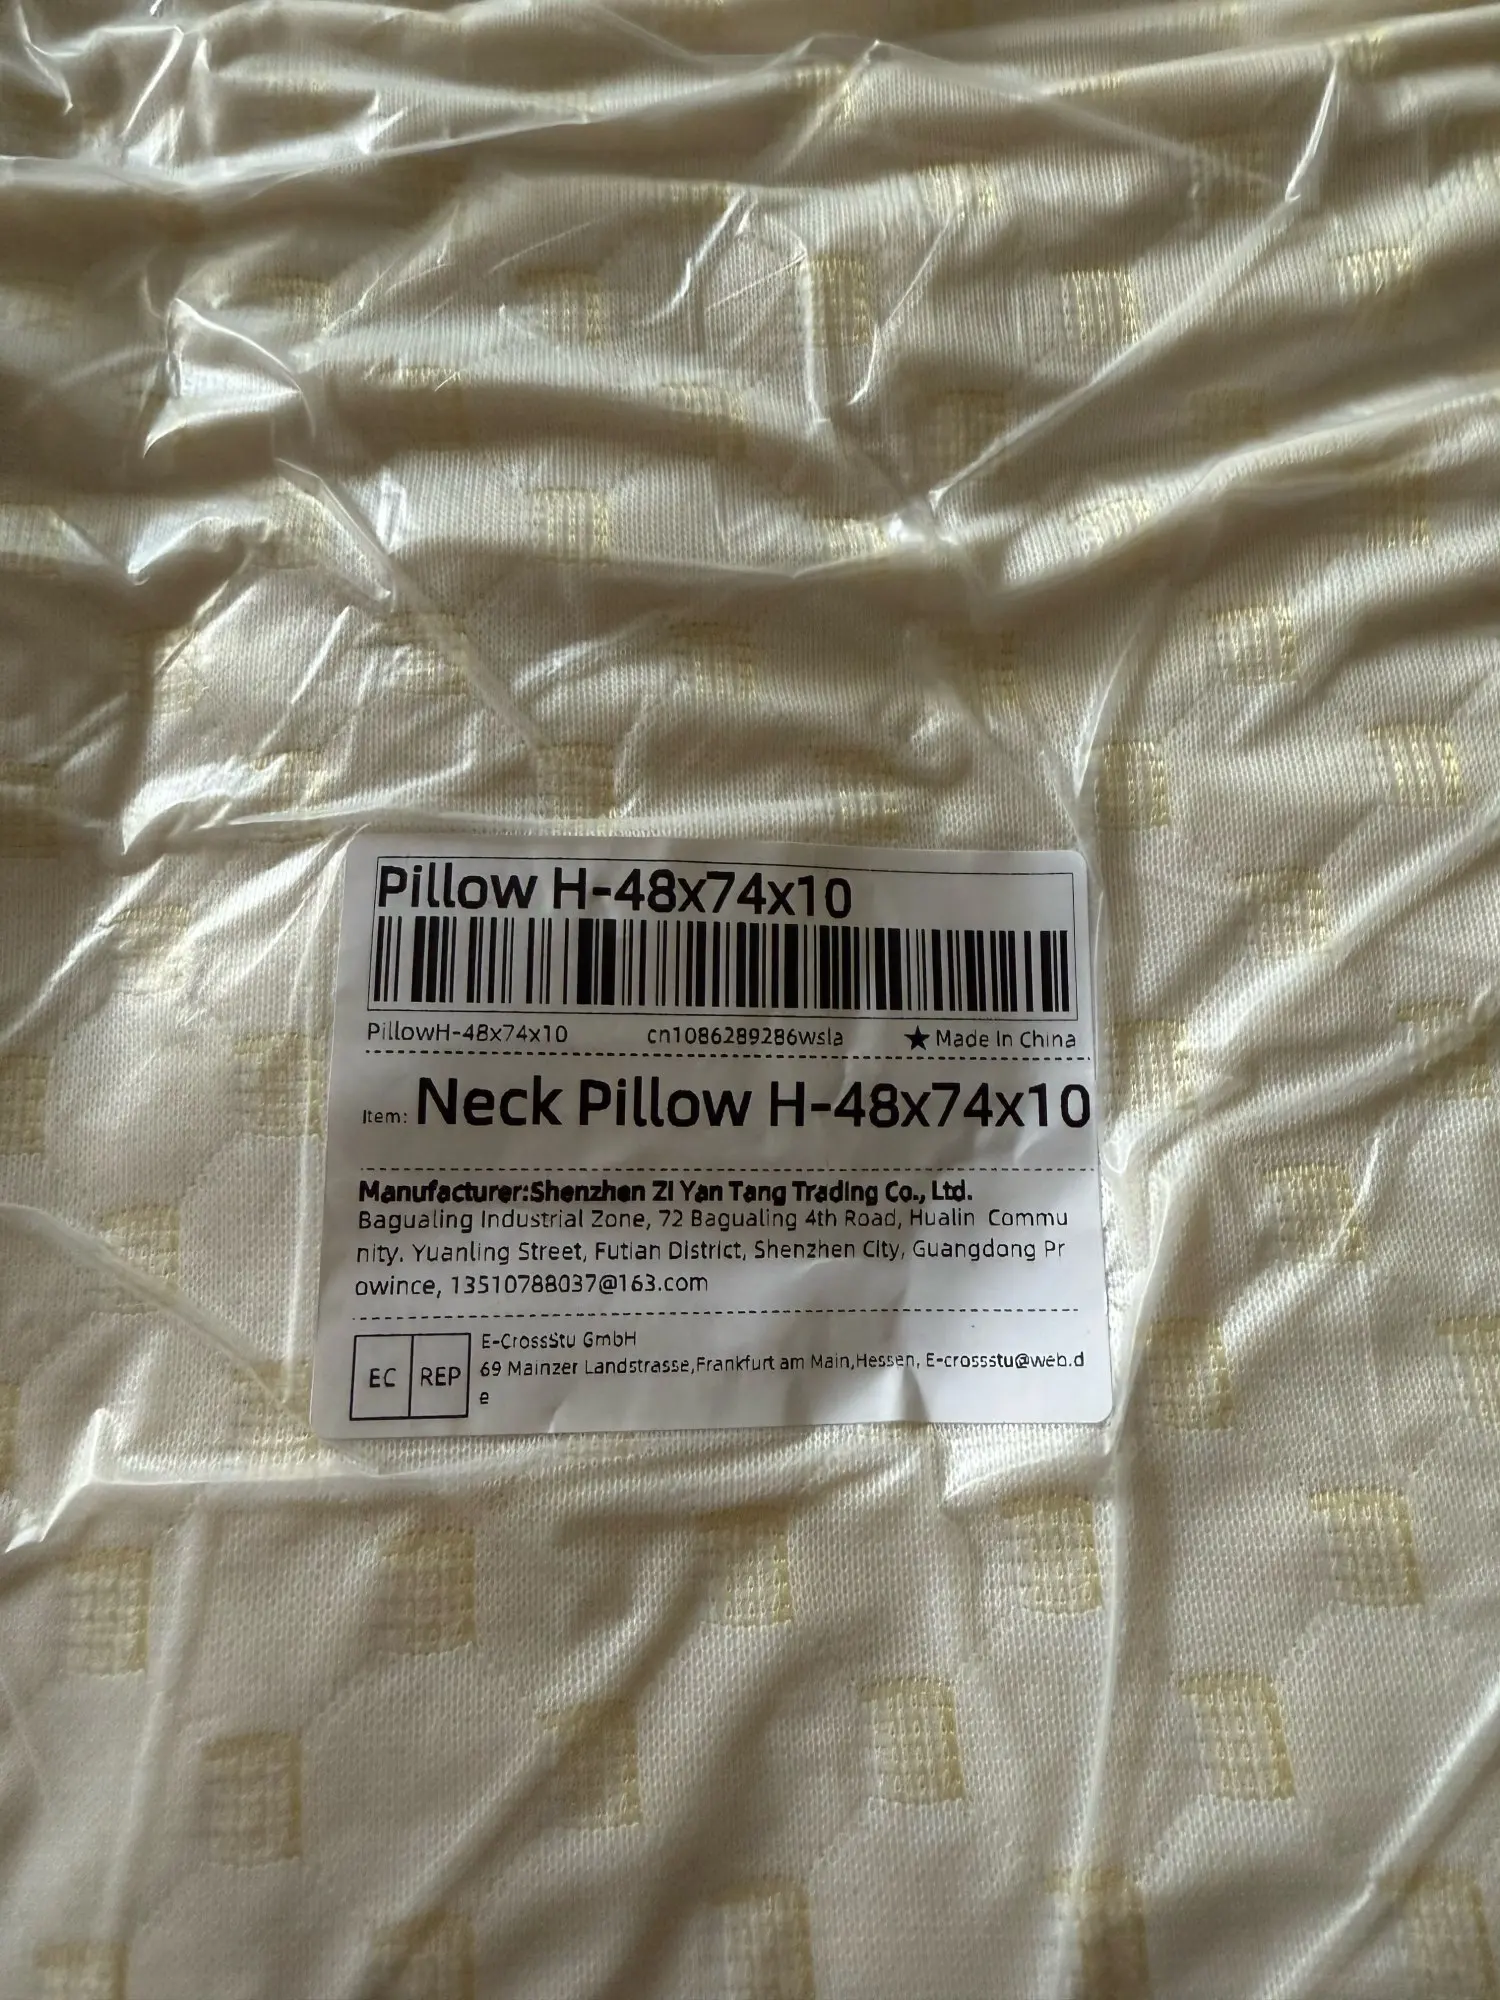 Pillow H-48x74x10
PillowH-48x74x10 cn1086289286wsla ★ Made In China
Item: Neck Pillow H-48x74x10
Manufacturer:Shenzhen ZI Yan Tang Trading Co., Ltd.
Bagualing Industrial Zone, 72 Bagualing 4th Road, Hualin Commu
nity. Yuanling Street, Futian District, Shenzhen City, Guangdong Pr
owince, 13510788037@163.com
EC REP
E-CrossStu GmbH
69 Mainzer Landstrasse,Frankfurt am Main,Hessen, E-crossstu@web.d
e